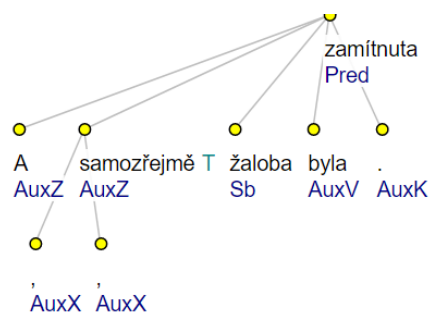 zamítnuta
Pred
A samozřejmě T žaloba byla .
AuxZ AuxZ Sb AuxV AuxK
, ,
AuxX AuxX